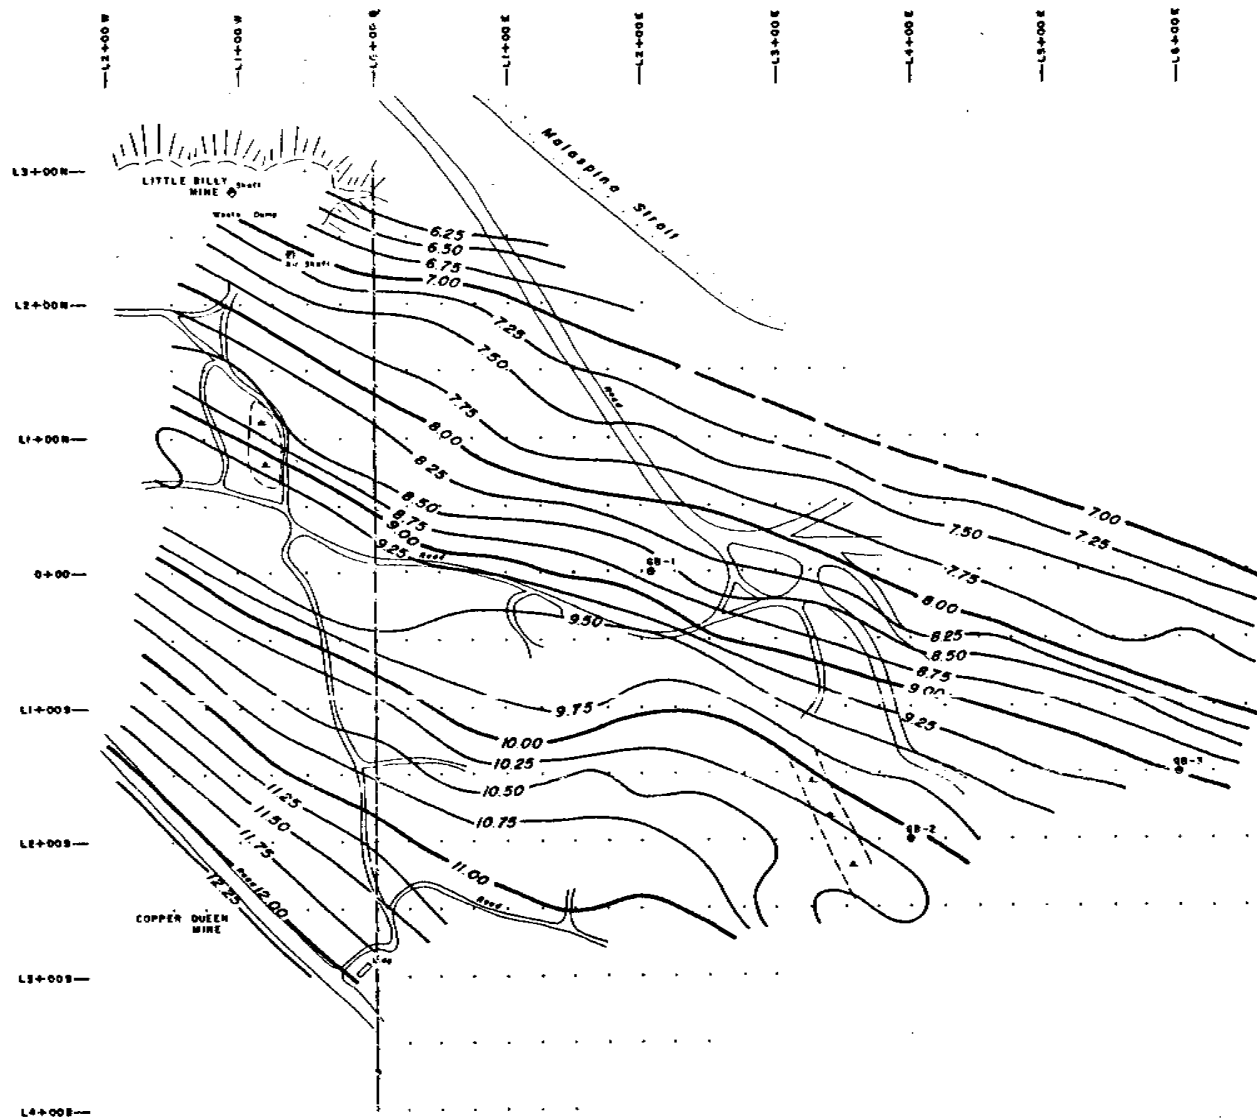 L2+00W
L1+00W
L0+00 E
L1+00E
L2+00E
L3+00E
L4+00E
L5+00E
L6+00E
Malaspina Strait
L3+00N
LITTLE BILLY
MINE
Shaft
Waste Dump
Air Shaft
6.25
6.50
6.75
7.00
L2+00N
7.25
7.50
Road
7.75
L1+00N
8.00
8.25
8.50
8.75
9.00
9.25
Road
7.00
7.50
7.25
7.75
0+00
GB-1
8.00
9.50
8.25
8.50
8.75
9.00
L1+00S
9.75
9.25
10.00
10.25
GB-3
10.50
11.25
10.75
11.50
GB-2
L2+00S
11.75
11.00
Road
12.00
12.25
Road
COPPER QUEEN
MINE
L3+00S
L4+00S